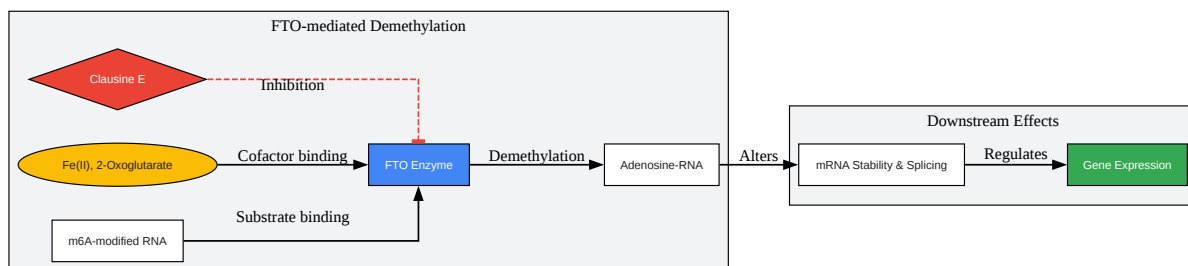 FTO-mediated Demethylation
Clausine E
Inhibition
Fe(II), 2-Oxoglutarate
Cofactor binding
FTO Enzyme
Demethylation
Adenosine-RNA
Substrate binding
m6A-modified RNA
Alters
Downstream Effects
mRNA Stability & Splicing
Regulates
Gene Expression